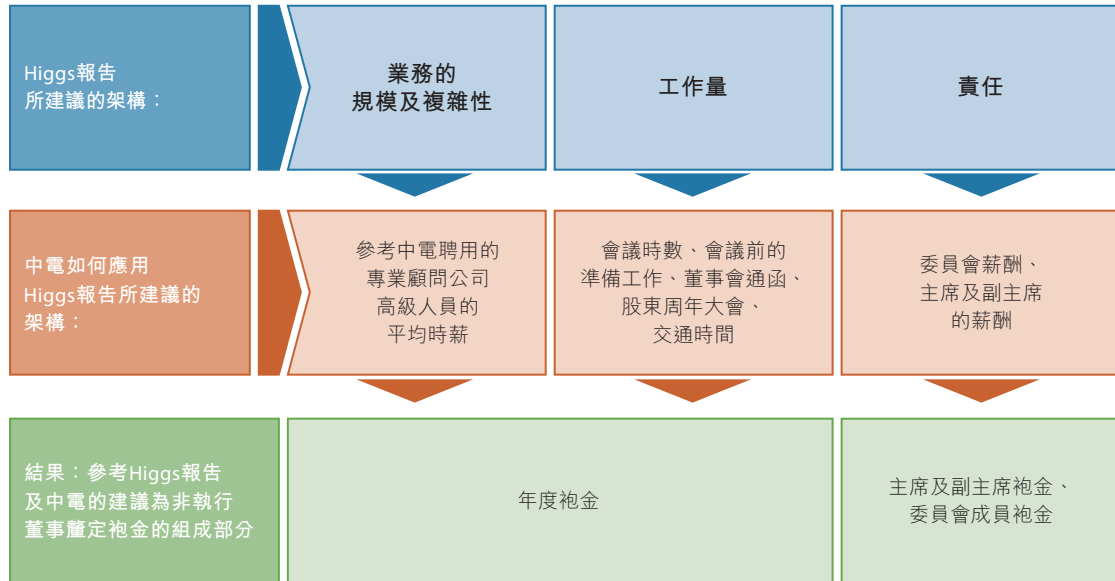 Higgs報告
所建議的架構：
業務的
規模及複雜性
工作量
責任
中電如何應用
Higgs報告所建議的
架構：
參考中電聘用的
專業顧問公司
高級人員的
平均時薪
會議時數、會議前的
準備工作、董事會通函、
股東周年大會、
交通時間
委員會薪酬、
主席及副主席
的薪酬
結果：參考Higgs報告
及中電的建議為非執行
董事釐定袍金的組成部分
年度袍金
主席及副主席袍金、
委員會成員袍金